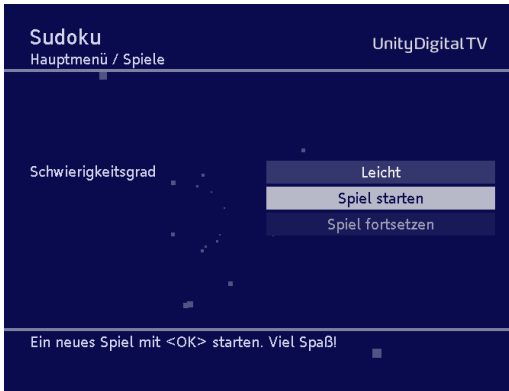 Sudoku
UnityDigitalTV
Hauptmenü / Spiele
Schwierigkeitsgrad
Leicht
Spiel starten
Spiel fortsetzen
Ein neues Spiel mit <OK> starten. Viel Spaß!